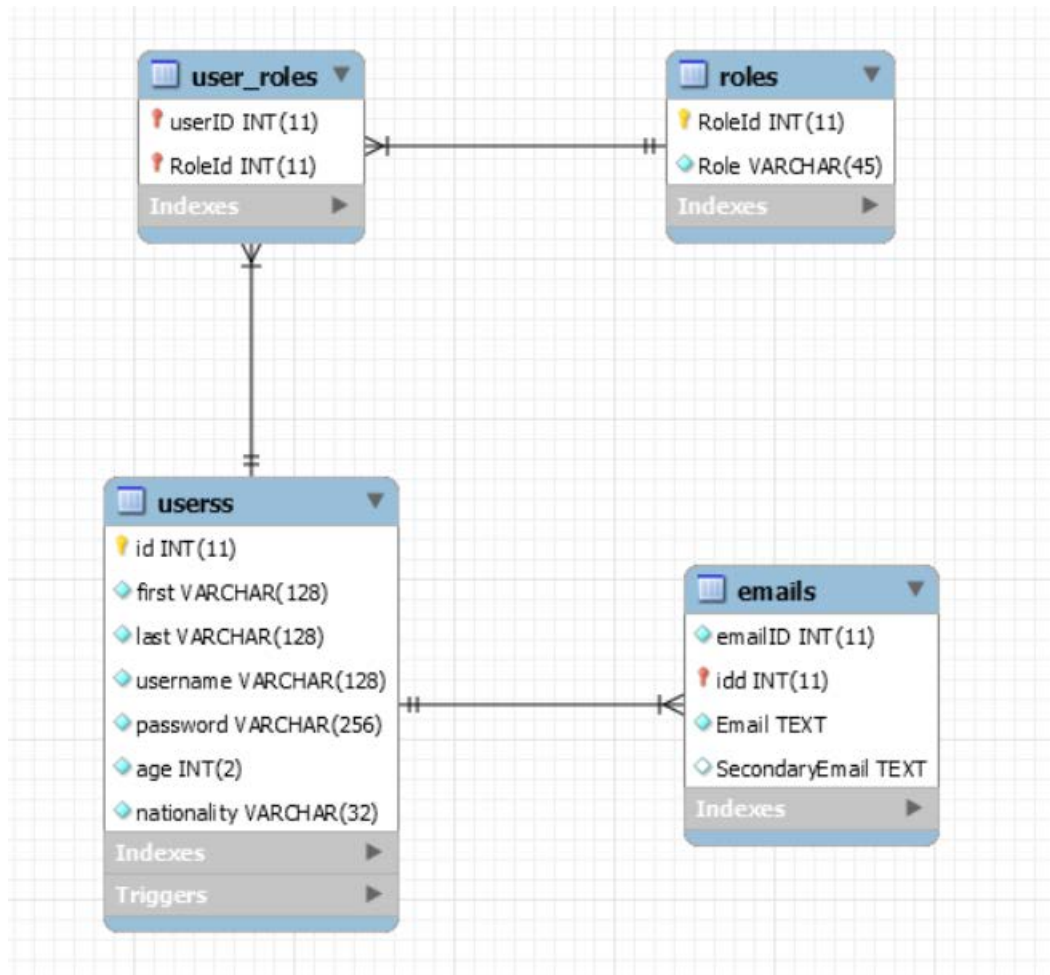 user_roles
userID INT(11)
RoleId INT(11)
Indexes
roles
RoleId INT(11)
Role VARCHAR(45)
Indexes
userss
id INT(11)
first VARCHAR(128)
last VARCHAR(128)
username VARCHAR(128)
password VARCHAR(256)
age INT(2)
nationality VARCHAR(32)
Indexes
Triggers
emails
emailID INT(11)
idd INT(11)
Email TEXT
SecondaryEmail TEXT
Indexes